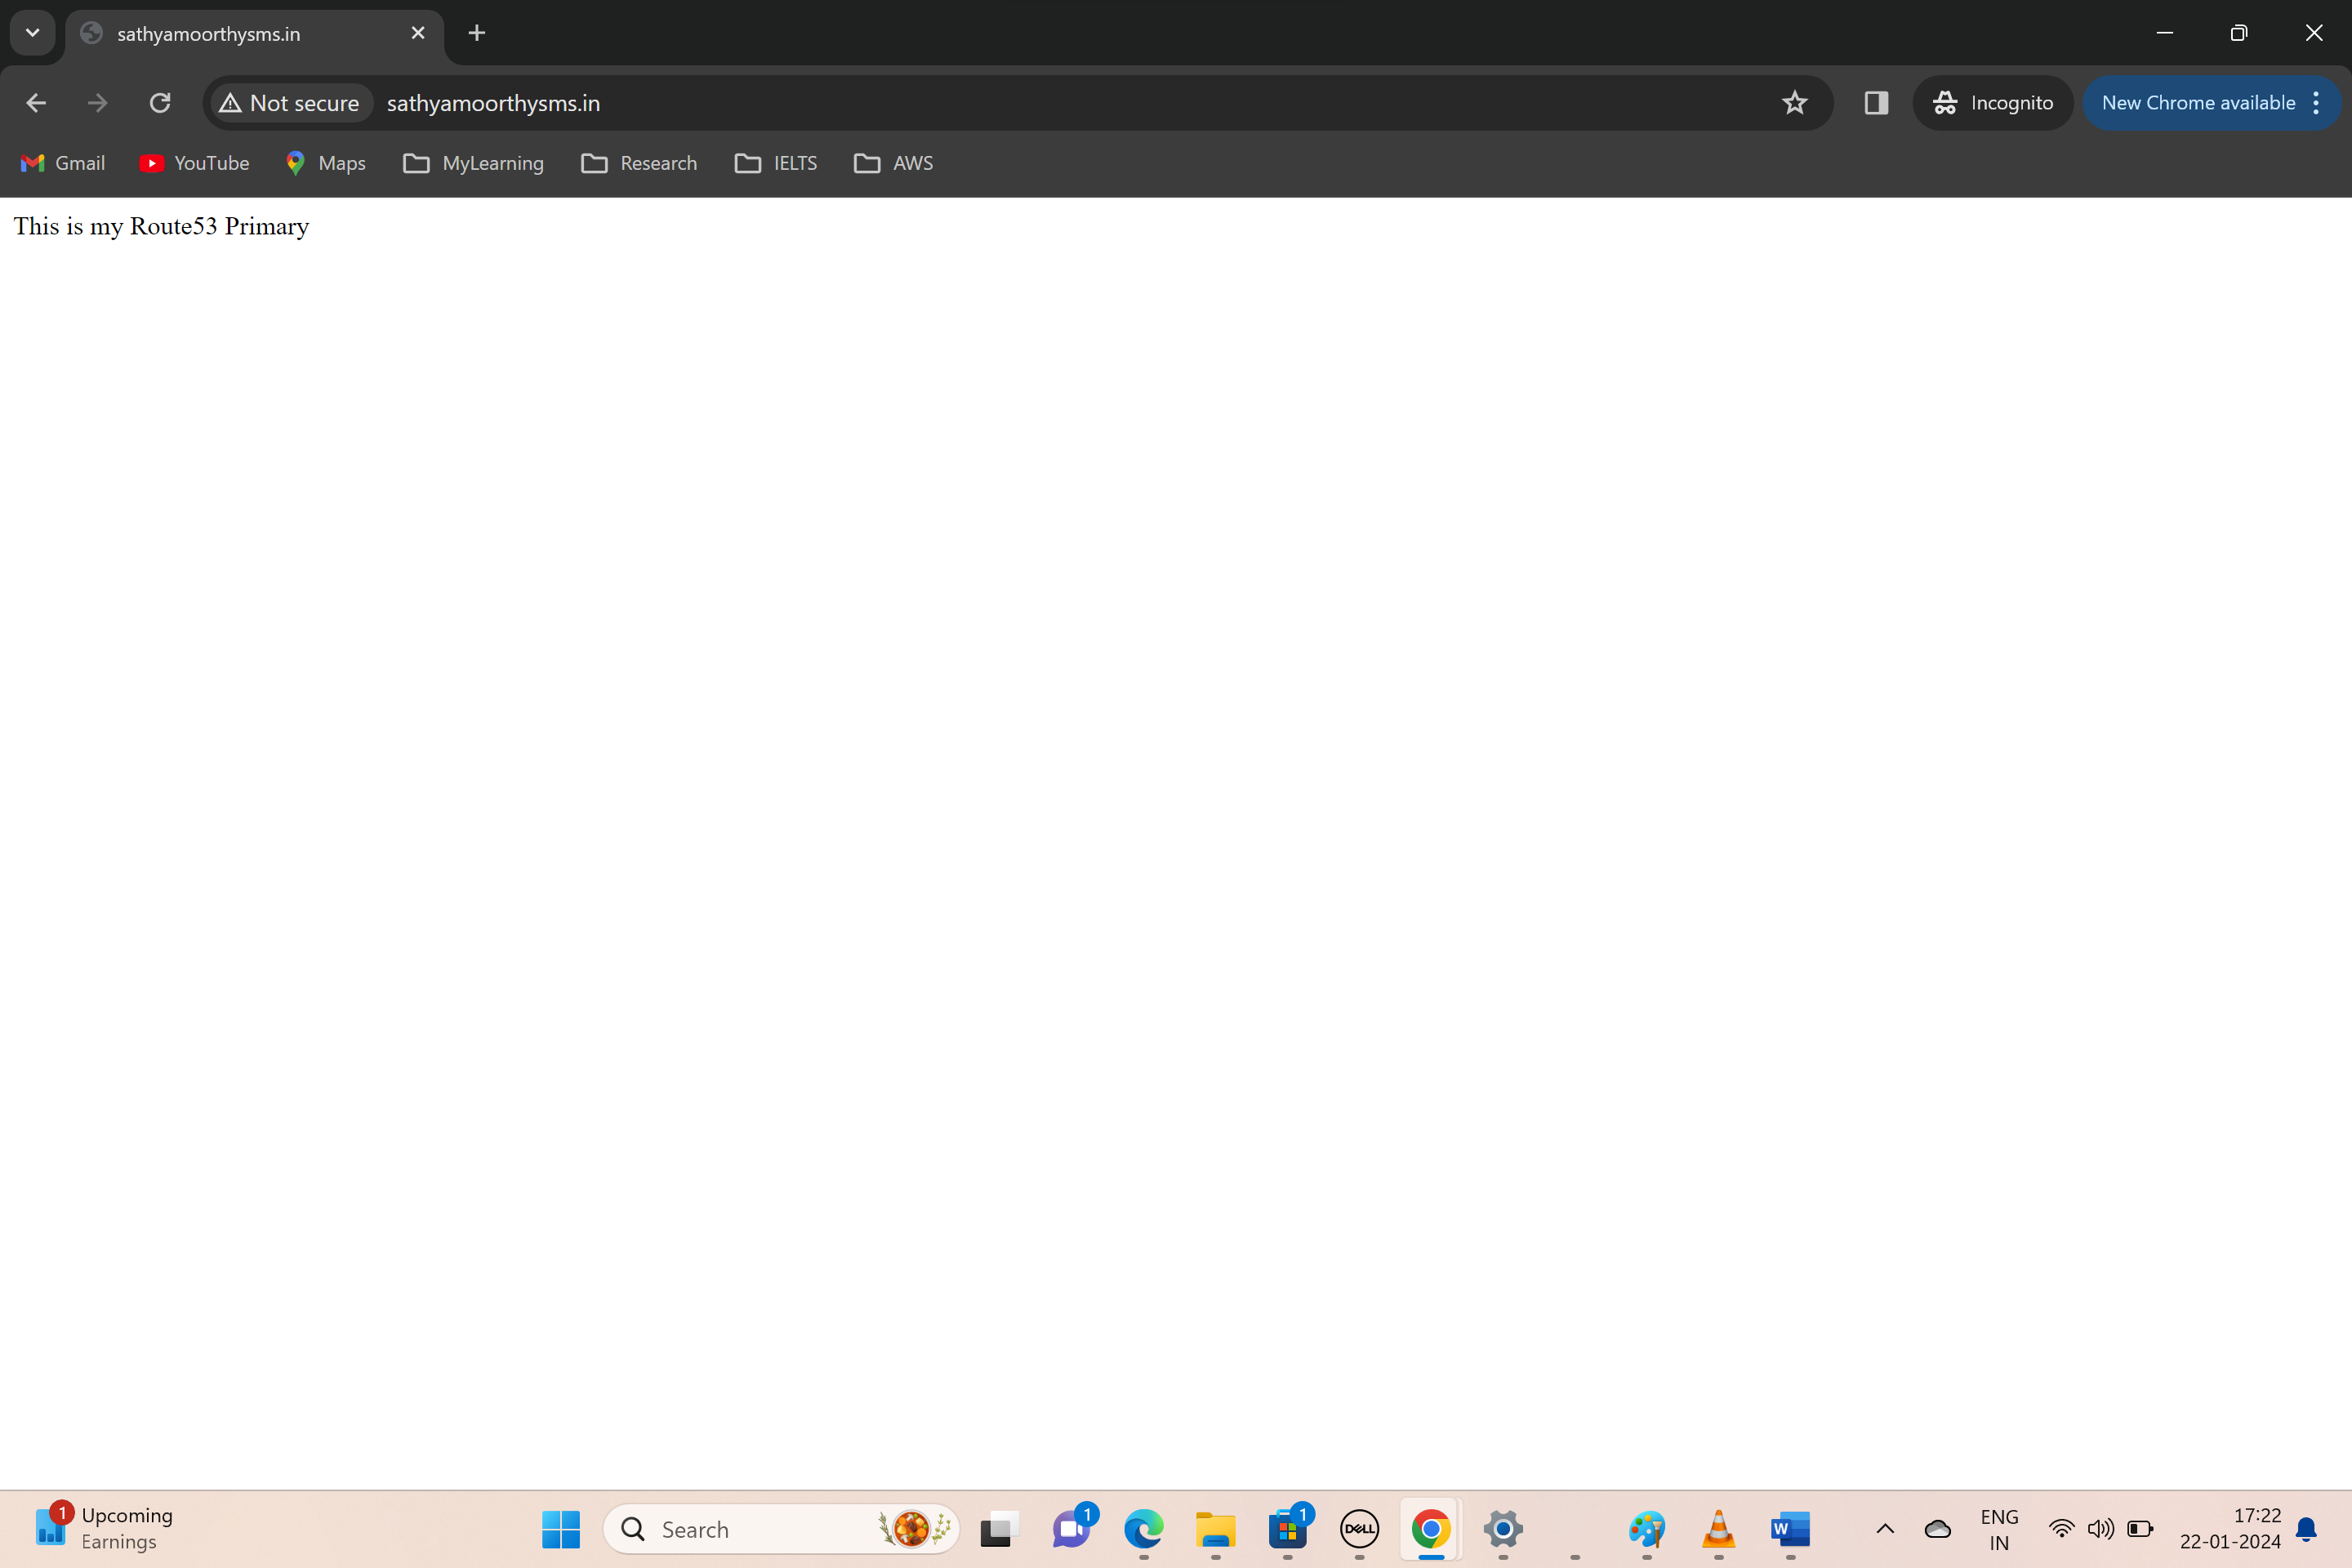 sathyamoorthysms.in
Not secure sathyamoorthysms.in Incognito New Chrome available
Gmail YouTube Maps MyLearning Research IELTS AWS
This is my Route53 Primary
1 Upcoming
Earnings
Search
1
1
DELL
W
ENG
IN
17:22
22-01-2024